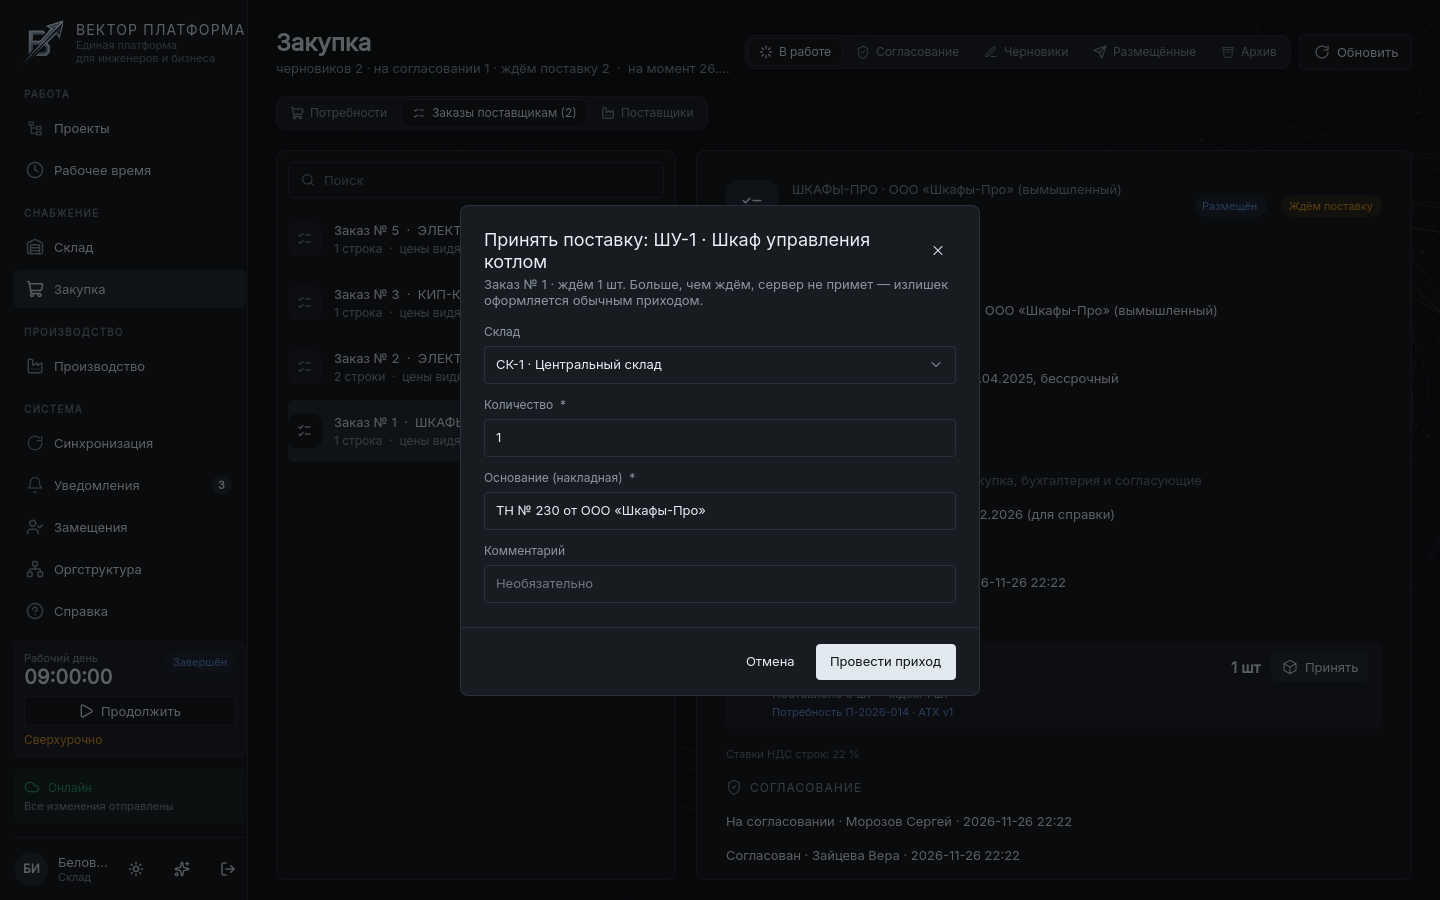 ВЕКТОР ПЛАТФОРМА
Единая платформа
для инженеров и бизнеса
РАБОТА
Проекты
Рабочее время
СНАБЖЕНИЕ
Склад
Закупка
ПРОИЗВОДСТВО
Производство
СИСТЕМА
Синхронизация
Уведомления
3
Замещения
Оргструктура
Справка
Рабочий день
Завершён
09:00:00
Продолжить
Сверхурочно
Онлайн
Все изменения отправлены
БИ
Белов...
Склад
Закупка
черновиков 2 · на согласовании 1 · ждём поставку 2 · на момент 26....
В работе
Согласование
Черновики
Размещённые
Архив
Обновить
Потребности
Заказы поставщикам (2)
Поставщики
Поиск
Заказ № 5 · ЭЛЕКТ
1 строка · цены видя
Заказ № 3 · КИП-К
1 строка · цены видя
Заказ № 2 · ЭЛЕКТ
2 строки · цены видя
Заказ № 1 · ШКАФЫ
1 строка · цены видя
ШКАФЫ-ПРО · ООО «Шкафы-Про» (вымышленный)
Размещён
Ждём поставку
ООО «Шкафы-Про» (вымышленный)
.04.2025, бессрочный
купка, бухгалтерия и согласующие
2.2026 (для справки)
6-11-26 22:22
1 шт
Принять
Потребность П-2026-014 · АТХ v1
Ставки НДС строк: 22 %
СОГЛАСОВАНИЕ
На согласовании · Морозов Сергей · 2026-11-26 22:22
Согласован · Зайцева Вера · 2026-11-26 22:22
Принять поставку: ШУ-1 · Шкаф управления
котлом
Заказ № 1 · ждём 1 шт. Больше, чем ждём, сервер не примет — излишек
оформляется обычным приходом.
Склад
СК-1 · Центральный склад
Количество *
1
Основание (накладная) *
ТН № 230 от ООО «Шкафы-Про»
Комментарий
Необязательно
Отмена
Провести приход